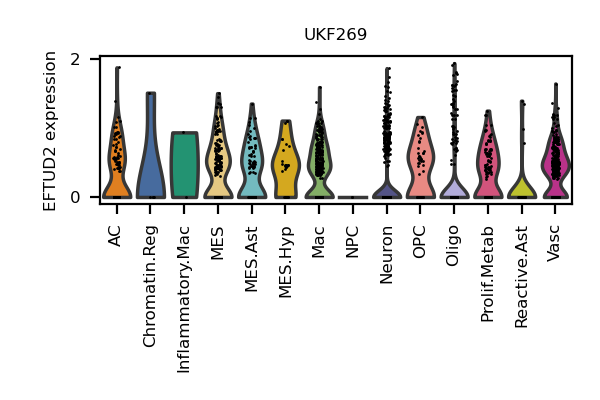 UKF269
EFTUD2 expression
2
0
AC
Chromatin.Reg
Inflammatory.Mac
MES
MES.Ast
MES.Hyp
Mac
NPC
Neuron
OPC
Oligo
Prolif.Metab
Reactive.Ast
Vasc